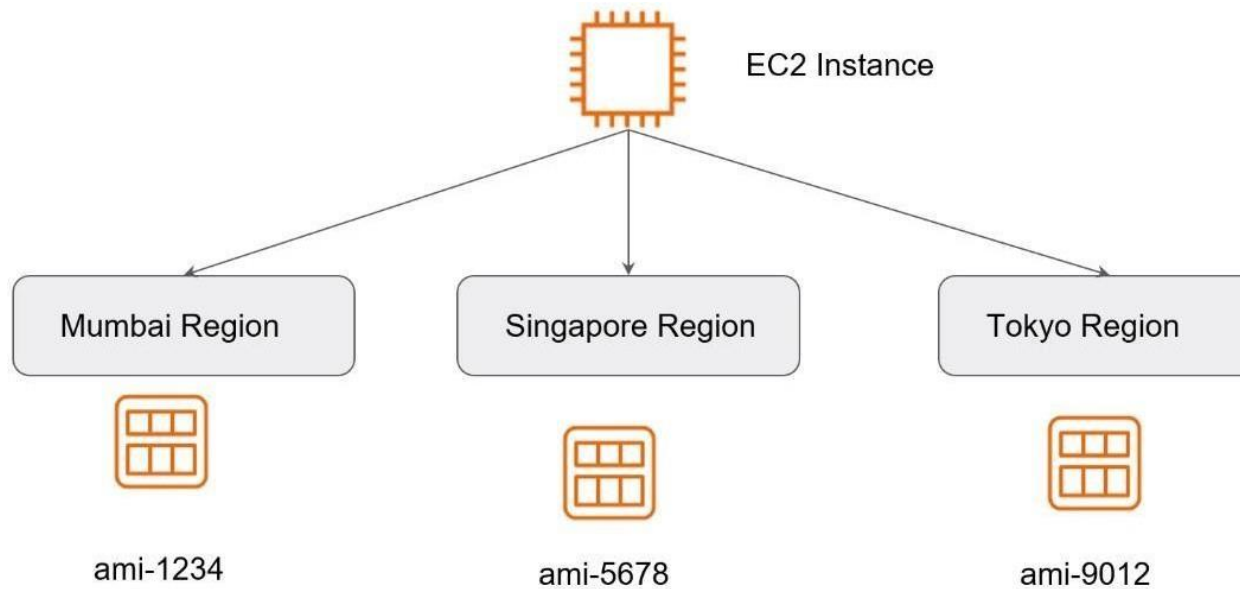 EC2 Instance
Mumbai Region
Singapore Region
Tokyo Region
ami-1234
ami-5678
ami-9012